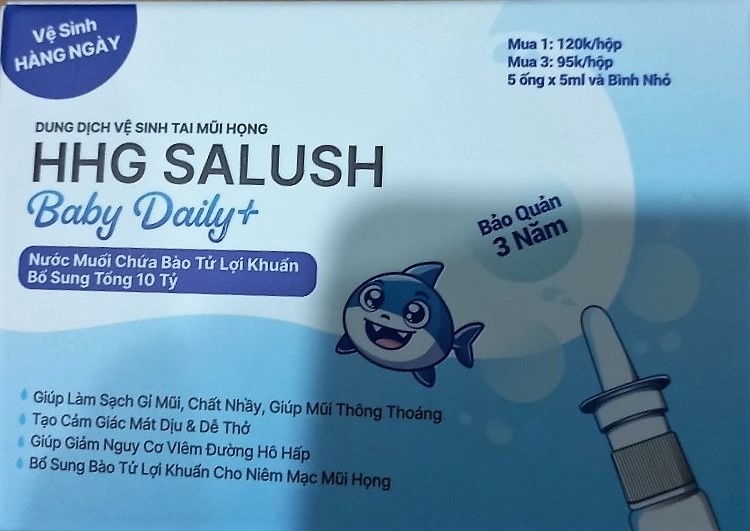 Vệ Sinh
HÀNG NGÀY
Mua 1: 120k/hộp
Mua 3: 95k/hộp
5 ống x 5ml và Bình Nhỏ
DUNG DỊCH VỆ SINH TAI MŨI HỌNG
HHG SALUSH
Baby Daily+
Nước Muối Chứa Bào Tử Lợi Khuẩn
Bổ Sung Tổng 10 Tỷ
Bảo Quản
3 Năm
Giúp Làm Sạch Gỉ Mũi, Chất Nhầy, Giúp Mũi Thông Thoáng
Tạo Cảm Giác Mát Dịu & Dễ Thở
Giúp Giảm Nguy Cơ Viêm Đường Hô Hấp
Bổ Sung Bào Tử Lợi Khuẩn Cho Niêm Mạc Mũi Họng